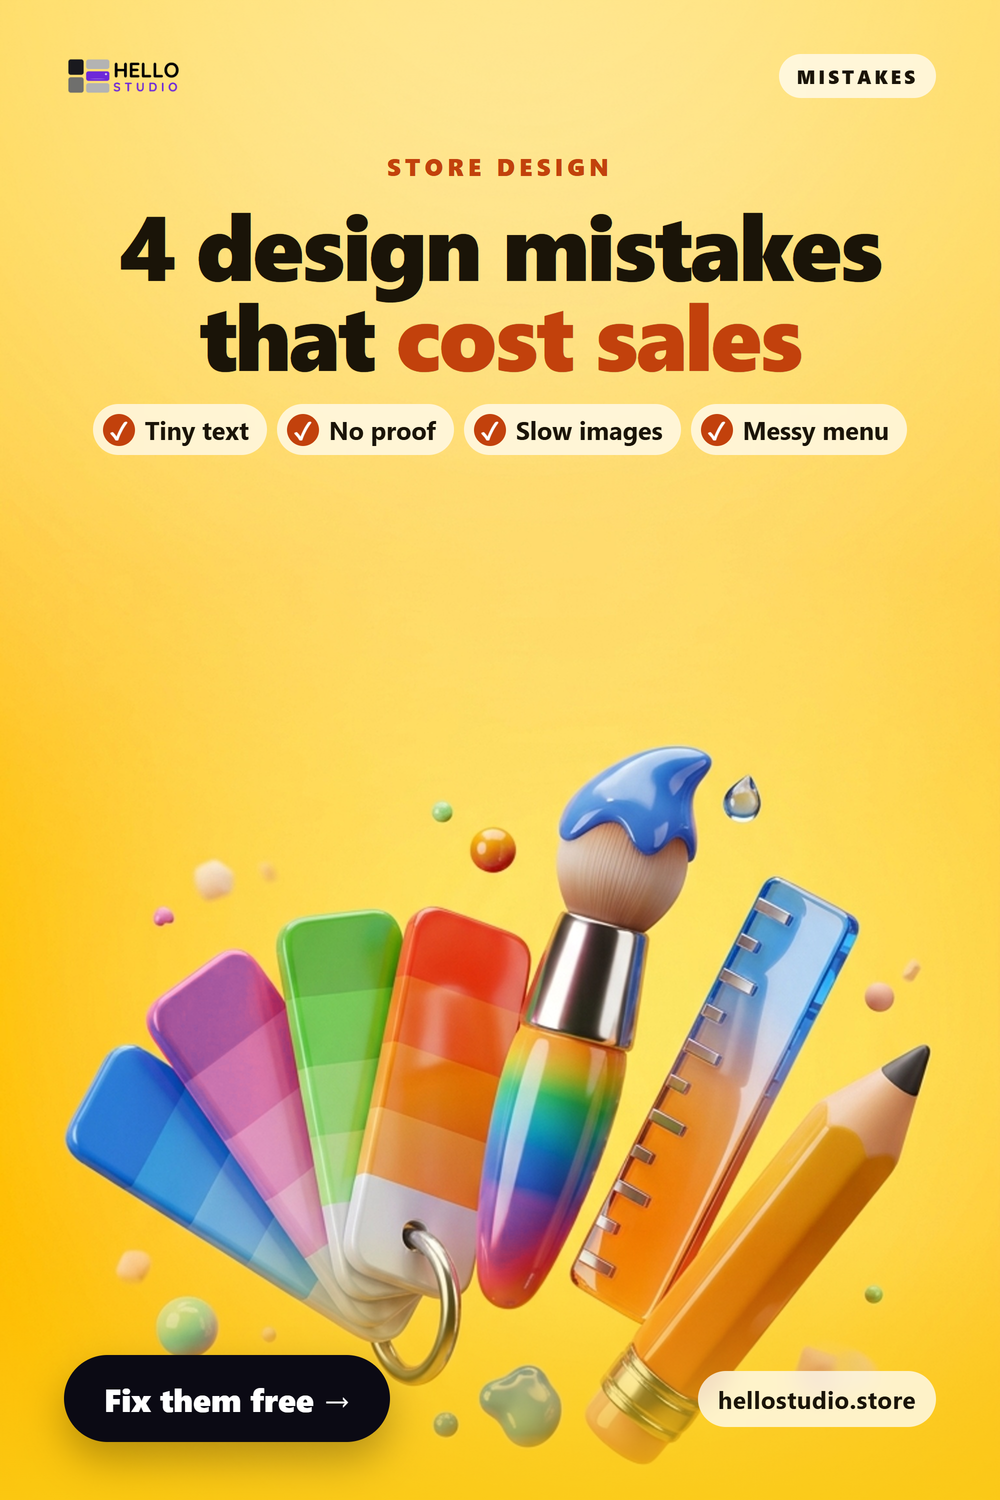 HELLO
STUDIO
MISTAKES
STORE DESIGN
4 design mistakes
that cost sales
Tiny text
No proof
Slow images
Messy menu
Fix them free →
hellostudio.store